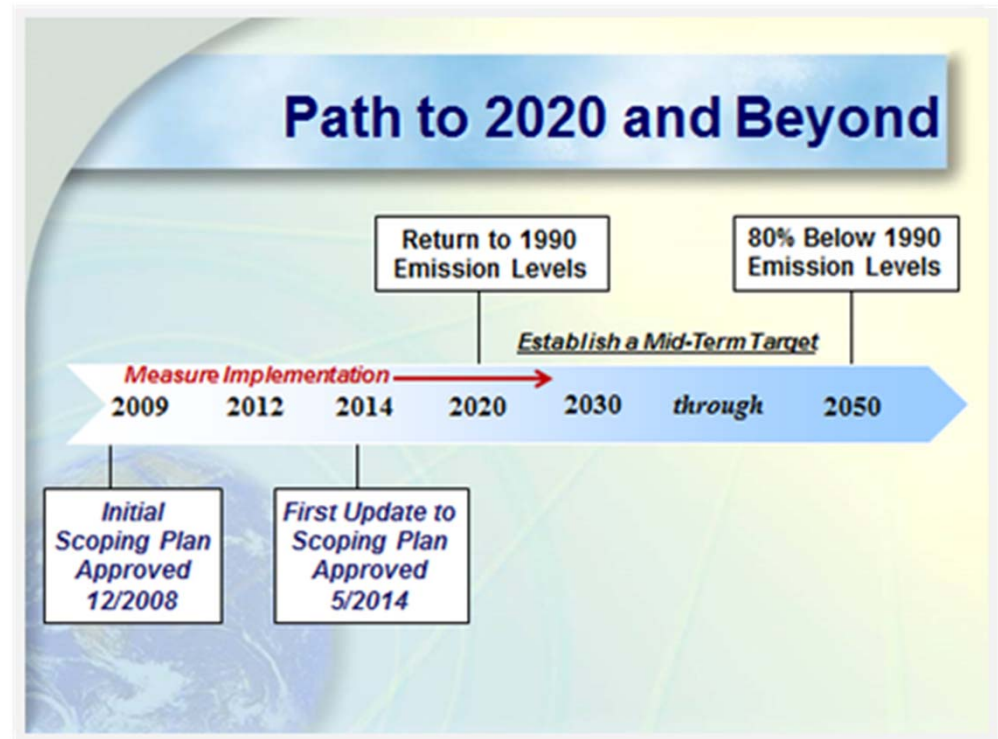 Path to 2020 and Beyond
Return to 1990
Emission Levels
80% Below 1990
Emission Levels
Establish a Mid-Term Target
Measure Implementation
2009 2012 2014 2020 2030 through 2050
Initial
Scoping Plan
Approved
12/2008
First Update to
Scoping Plan
Approved
5/2014